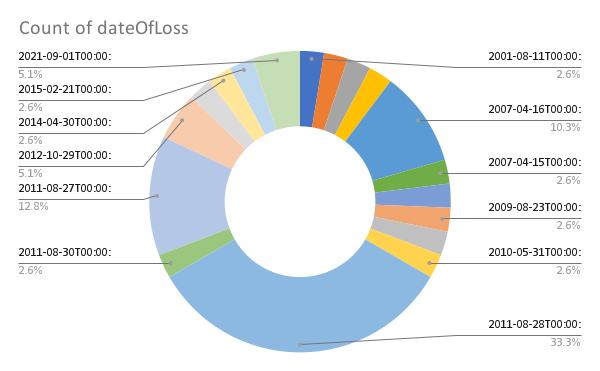 Count of dateOfLoss
2021-09-01T00:00:
5.1%
2015-02-21T00:00:
2.6%
2014-04-30T00:00:
2.6%
2012-10-29T00:00:
5.1%
2011-08-27T00:00:
12.8%
2011-08-30T00:00:
2.6%
2001-08-11T00:00:
2.6%
2007-04-16T00:00:
10.3%
2007-04-15T00:00:
2.6%
2009-08-23T00:00:
2.6%
2010-05-31T00:00:
2.6%
2011-08-28T00:00:
33.3%